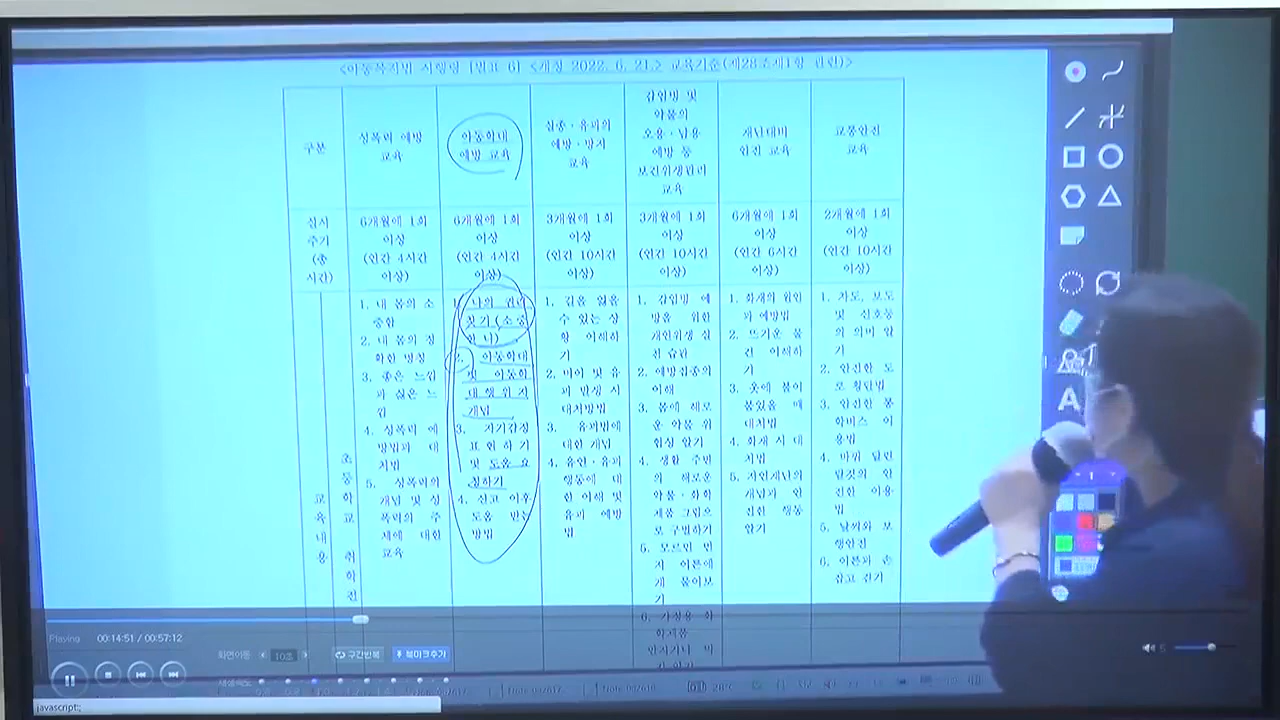 <아동복지법 시행령 [별표 6] <개정 2022. 6. 21.> 교육기준(제28조제1항 관련)>
구분
성폭력 예방
교육
아동학대
예방 교육
실종·유괴의
예방·방지
교육
감염병 및
약물의
오용·남용
예방 등
보건위생관리
교육
재난대비
안전 교육
교통안전
교육
실시
주기
(총
시간)
6개월에 1회
이상
(연간 4시간
이상)
6개월에 1회
이상
(연간 4시간
이상)
3개월에 1회
이상
(연간 10시간
이상)
3개월에 1회
이상
(연간 10시간
이상)
6개월에 1회
이상
(연간 6시간
이상)
2개월에 1회
이상
(연간 10시간
이상)
교육내용
초등학교 취학 전
1. 내 몸의 소
중함
2. 내 몸의 정
확한 명칭
3. 좋은 느낌
과 싫은 느
낌
4. 성폭력 예
방법과 대
처법
5. 성폭력의
개념 및 성
폭력의 주
체에 대한
교육
1. 나의 권리
찾기(소중
한 나)
2. 아동학대
및 아동학
대행위자
개념
3. 자기감정
표현하기
및 도움 요
청하기
4. 신고 이후
도움 받는
방법
1. 길을 잃을
수 있는 상
황 이해하
기
2. 미아 및 유
괴 발생 시
대처방법
3. 유괴범에
대한 개념
4. 유인·유괴
행동에 대
한 이해 및
유괴 예방
법
1. 감염병 예
방을 위한
개인위생 실
천 습관
2. 예방접종의
이해
3. 몸에 해로
운 약물 위
험성 알기
4. 생활 주변
의 해로운
약물·화학
제품 그림으
로 구별하기
5. 모르면 먼
저 어른에
게 물어보
기
6. 가정용 화
학제품
만지거나 먹
지 않기
1. 화재의 원인
과 예방법
2. 뜨거운 물
건 이해하
기
3. 옷에 불이
붙었을 때
대처법
4. 화재 시 대
처법
5. 자연재난의
개념과 안
전한 행동
알기
1. 차도, 보도
및 신호등
의 의미 알
기
2. 안전한 도
로 횡단법
3. 안전한 통
학버스 이
용법
4. 바퀴 달린
탈것의 안
전한 이용
법
5. 날씨와 보
행안전
6. 어른과 손
잡고 걷기
A
1
Playing 00:14:51 / 00:57:12
화면이동 10초 구간반복 북마크추가
5
재생속도
javascript:;